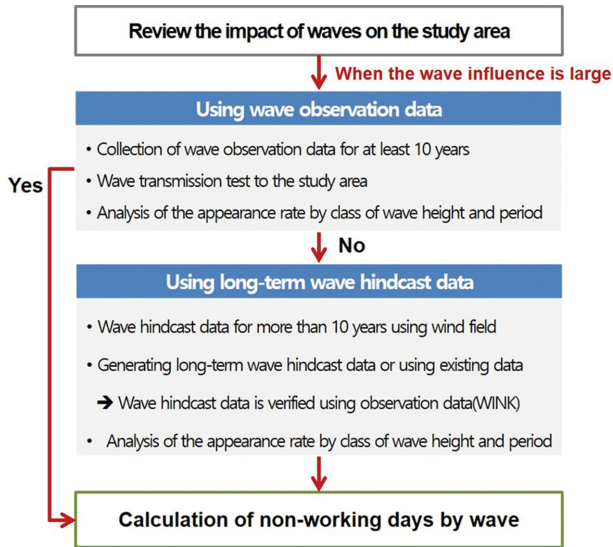 Review the impact of waves on the study area
When the wave influence is large
Using wave observation data
• Collection of wave observation data for at least 10 years
Yes
• Wave transmission test to the study area
• Analysis of the appearance rate by class of wave height and period
No
Using long-term wave hindcast data
• Wave hindcast data for more than 10 years using wind field
• Generating long-term wave hindcast data or using existing data
➔ Wave hindcast data is verified using observation data(WINK)
• Analysis of the appearance rate by class of wave height and period
Calculation of non-working days by wave